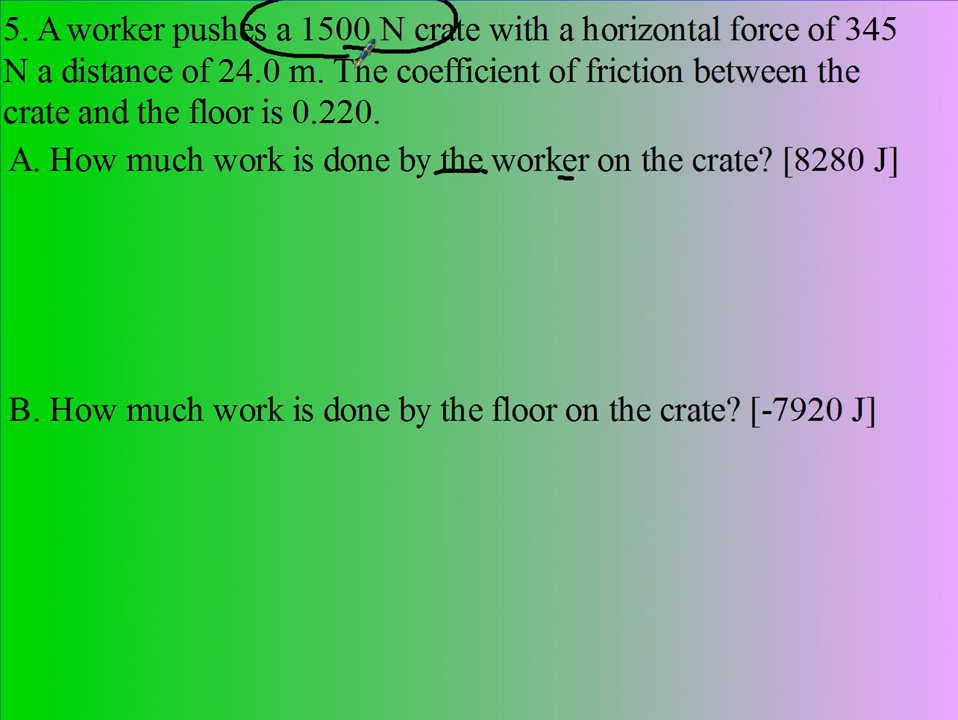 5. A worker pushes a 1500 N crate with a horizontal force of 345
N a distance of 24.0 m. The coefficient of friction between the
crate and the floor is 0.220.
A. How much work is done by the worker on the crate? [8280 J]
B. How much work is done by the floor on the crate? [-7920 J]